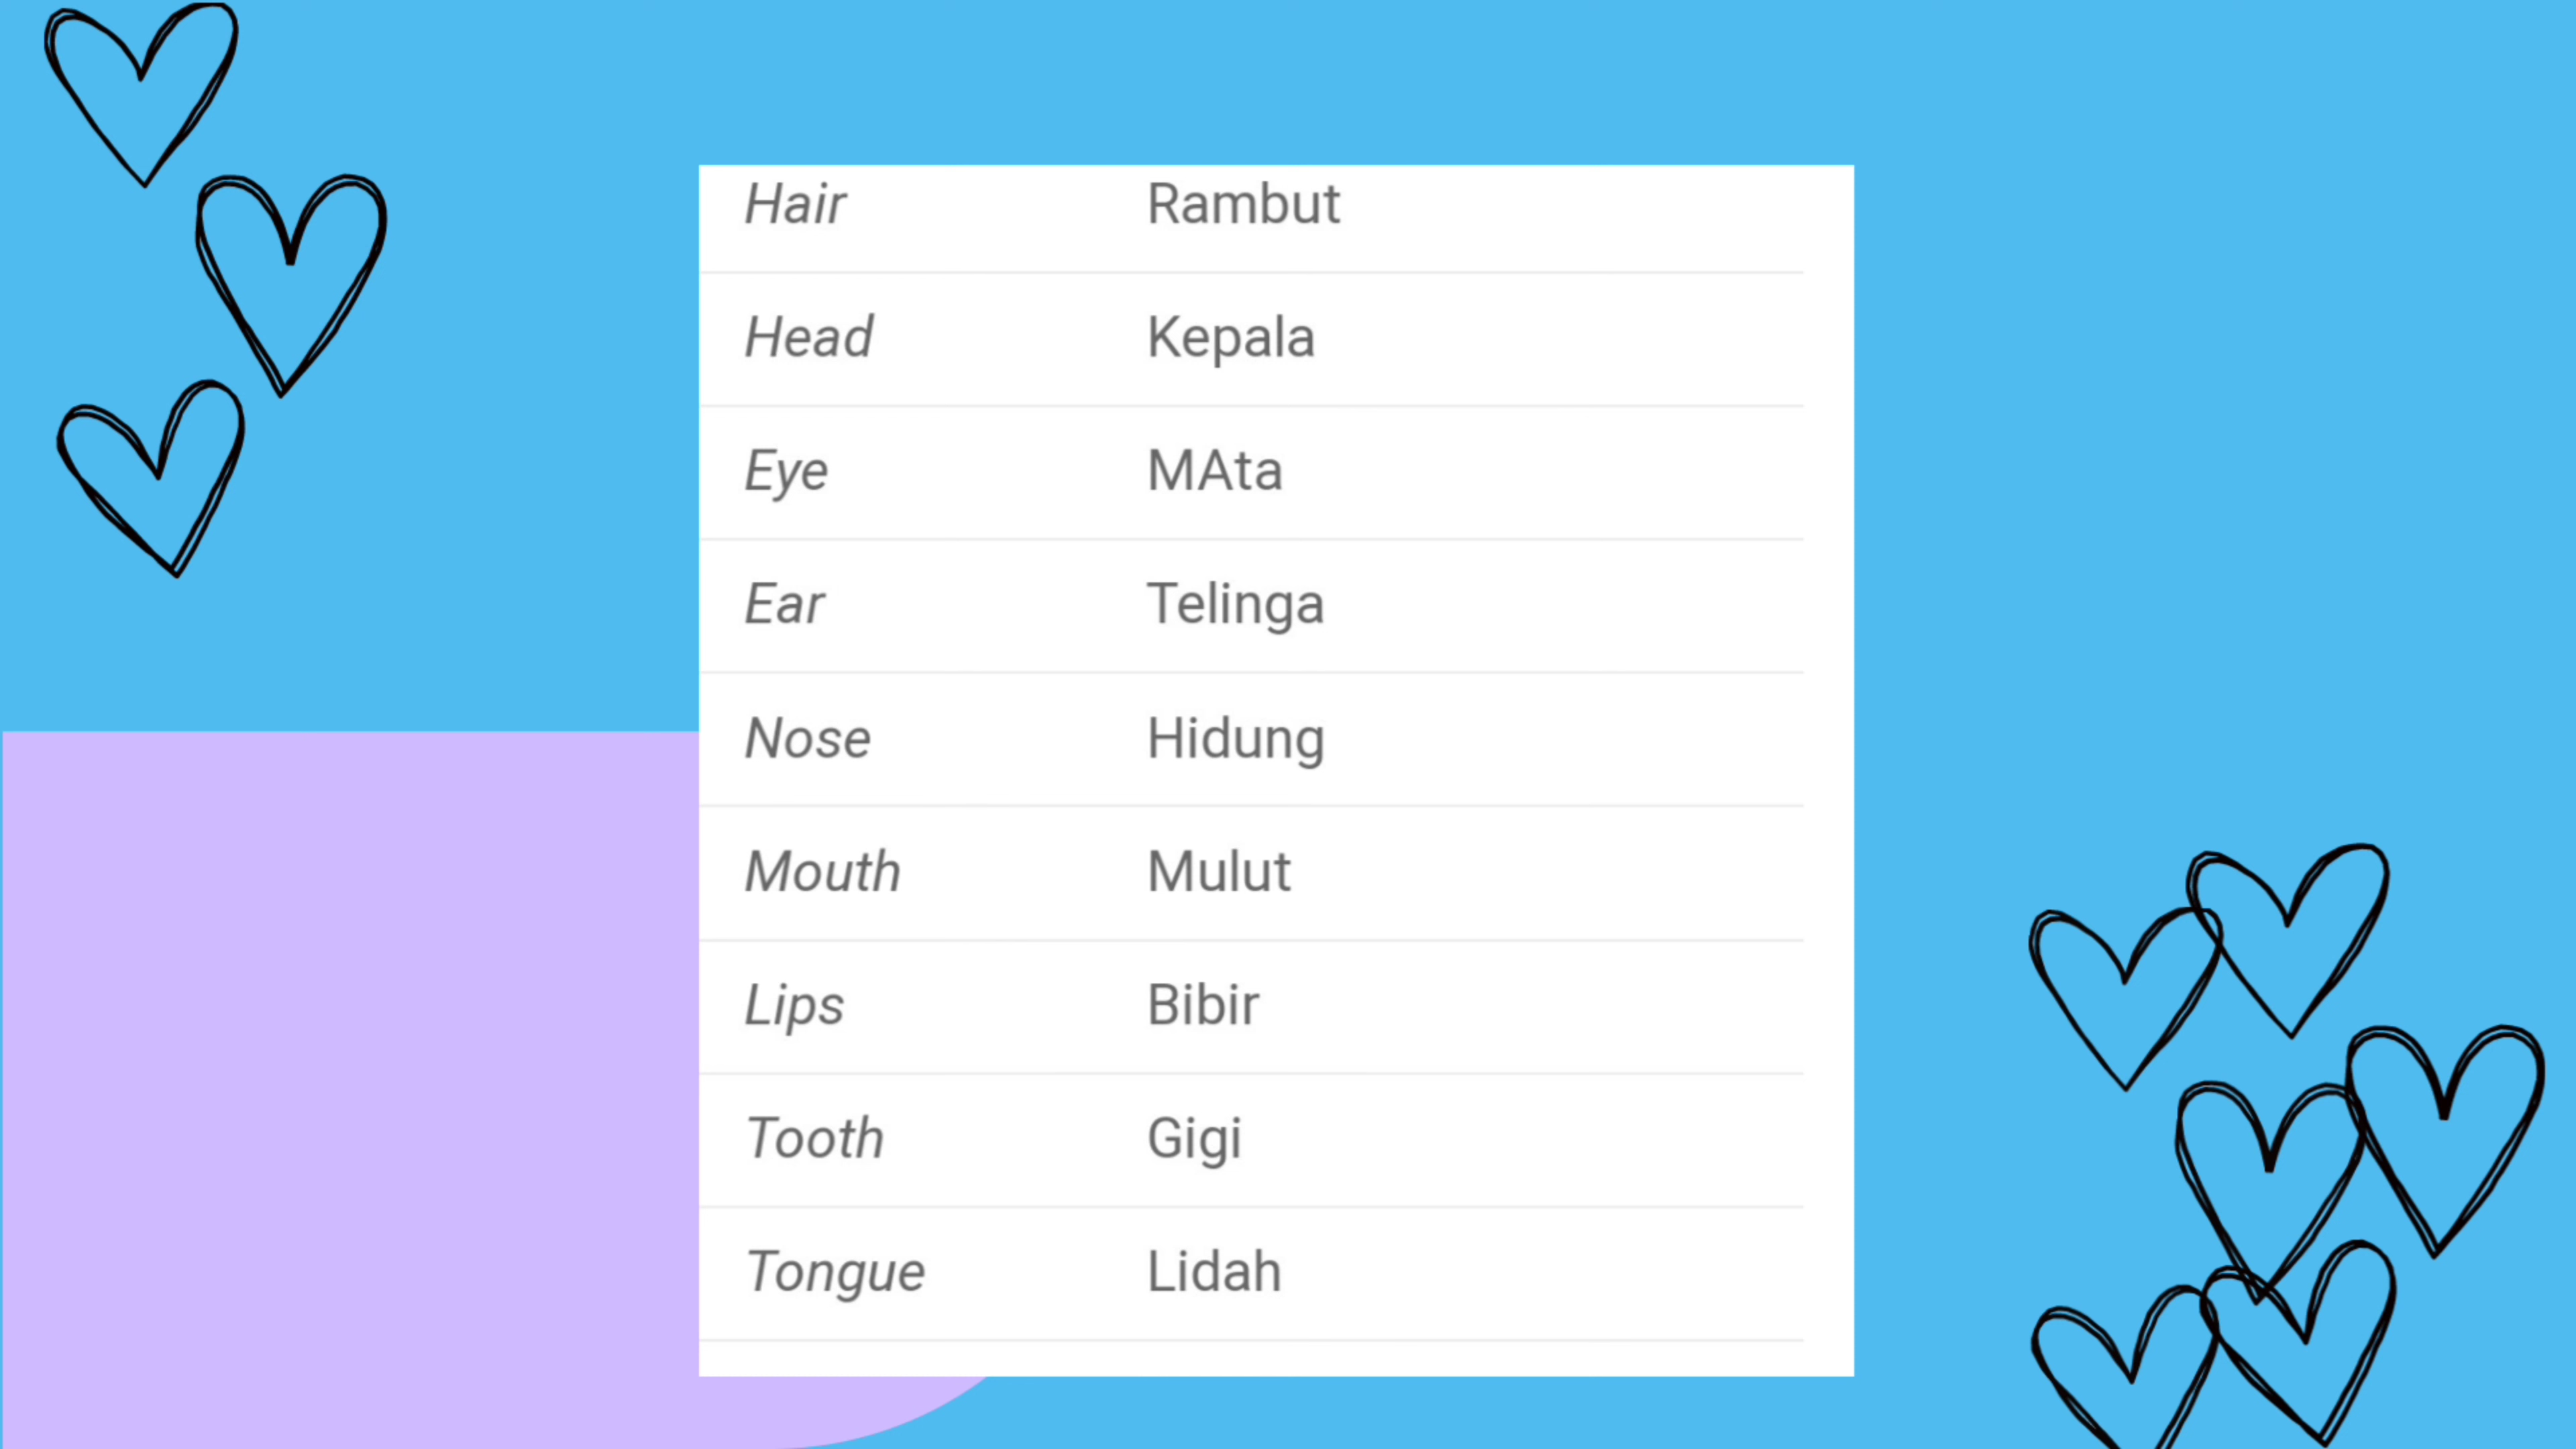 Hair Rambut
Head Kepala
Eye MAta
Ear Telinga
Nose Hidung
Mouth Mulut
Lips Bibir
Tooth Gigi
Tongue Lidah